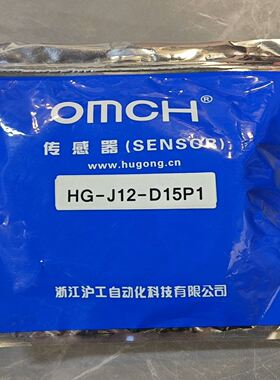 OMCH®
传感器(SENSOR)
www.hugong.cn
HG-J12-D15P1
浙江沪工自动化科技有限公司